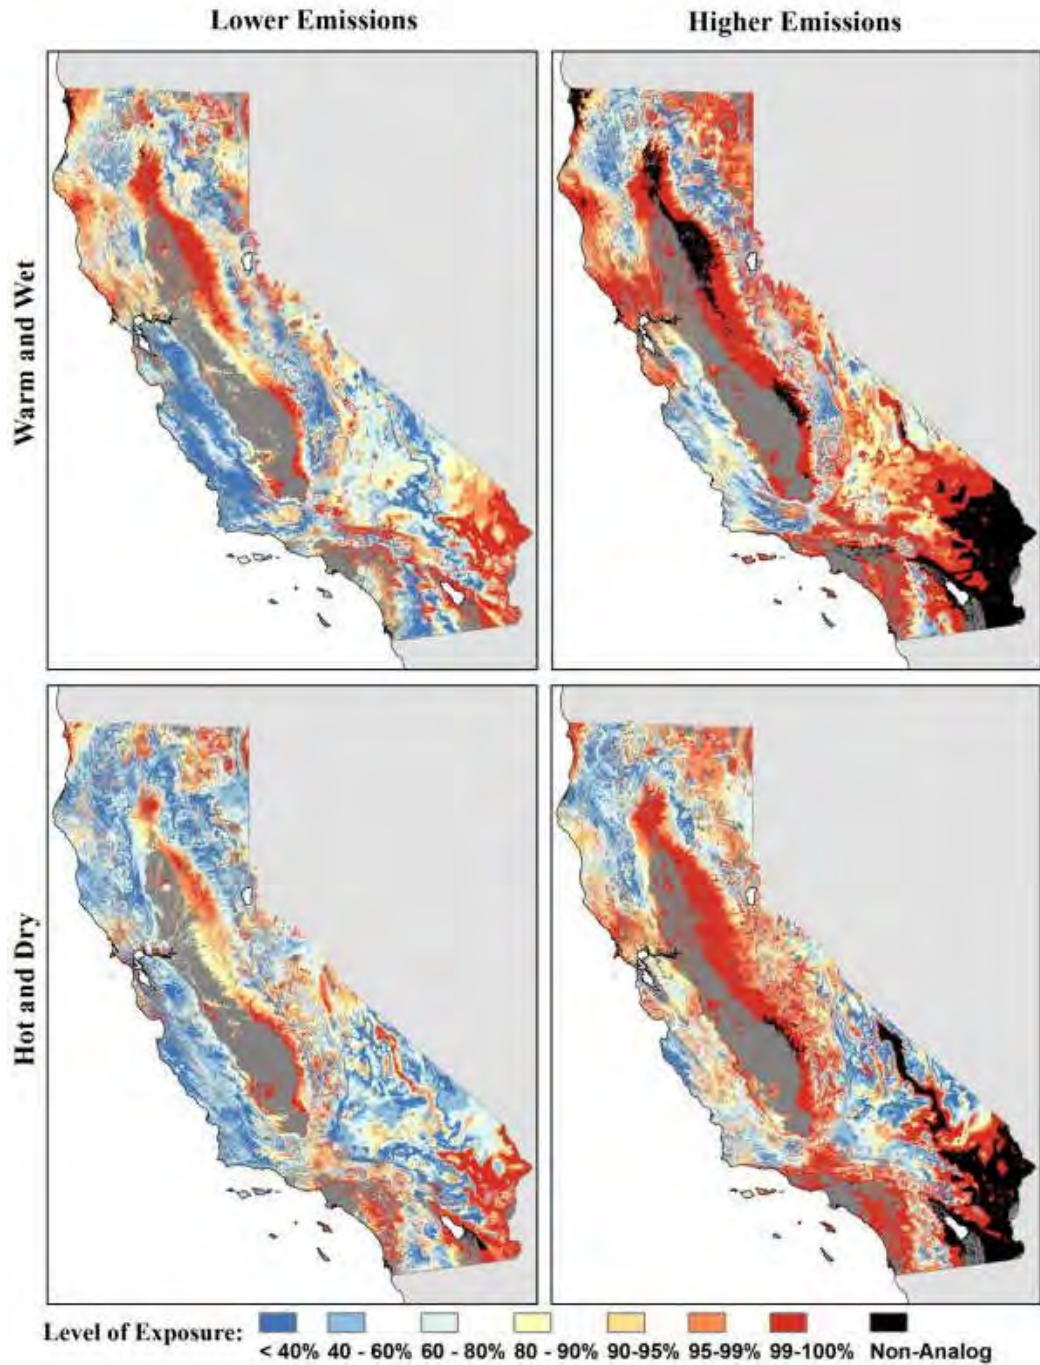 Lower Emissions
Higher Emissions
Warm and Wet
Hot and Dry
Level of Exposure:
< 40% 40 - 60% 60 - 80% 80 - 90% 90-95% 95-99% 99-100% Non-Analog